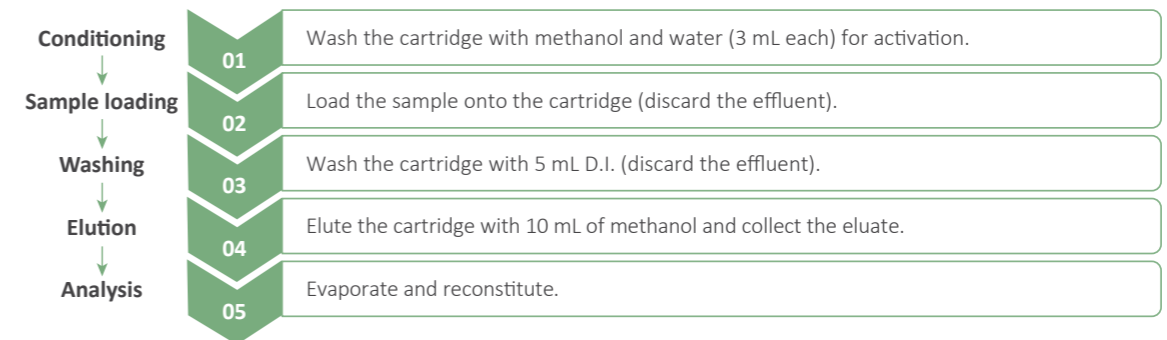 Conditioning
01
Wash the cartridge with methanol and water (3 mL each) for activation.
Sample loading
02
Load the sample onto the cartridge (discard the effluent).
Washing
03
Wash the cartridge with 5 mL D.I. (discard the effluent).
Elution
04
Elute the cartridge with 10 mL of methanol and collect the eluate.
Analysis
05
Evaporate and reconstitute.